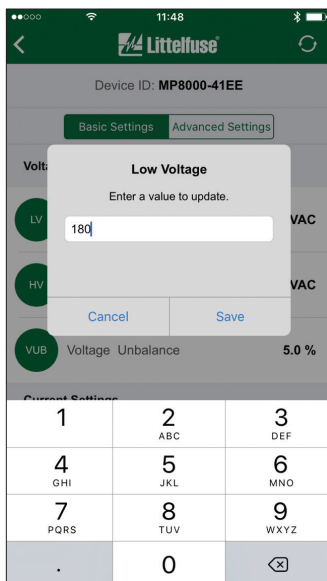 11:48
Littelfuse®
Device ID: MP8000-41EE
Basic Settings Advanced Settings
Low Voltage
Enter a value to update.
LV 180 VAC
HV VAC
Cancel Save
VUB Voltage Unbalance 5.0 %
Current Settings
1 2 3
ABC DEF
4 5 6
GHI JKL MNO
7 8 9
PQRS TUV WXYZ
. 0